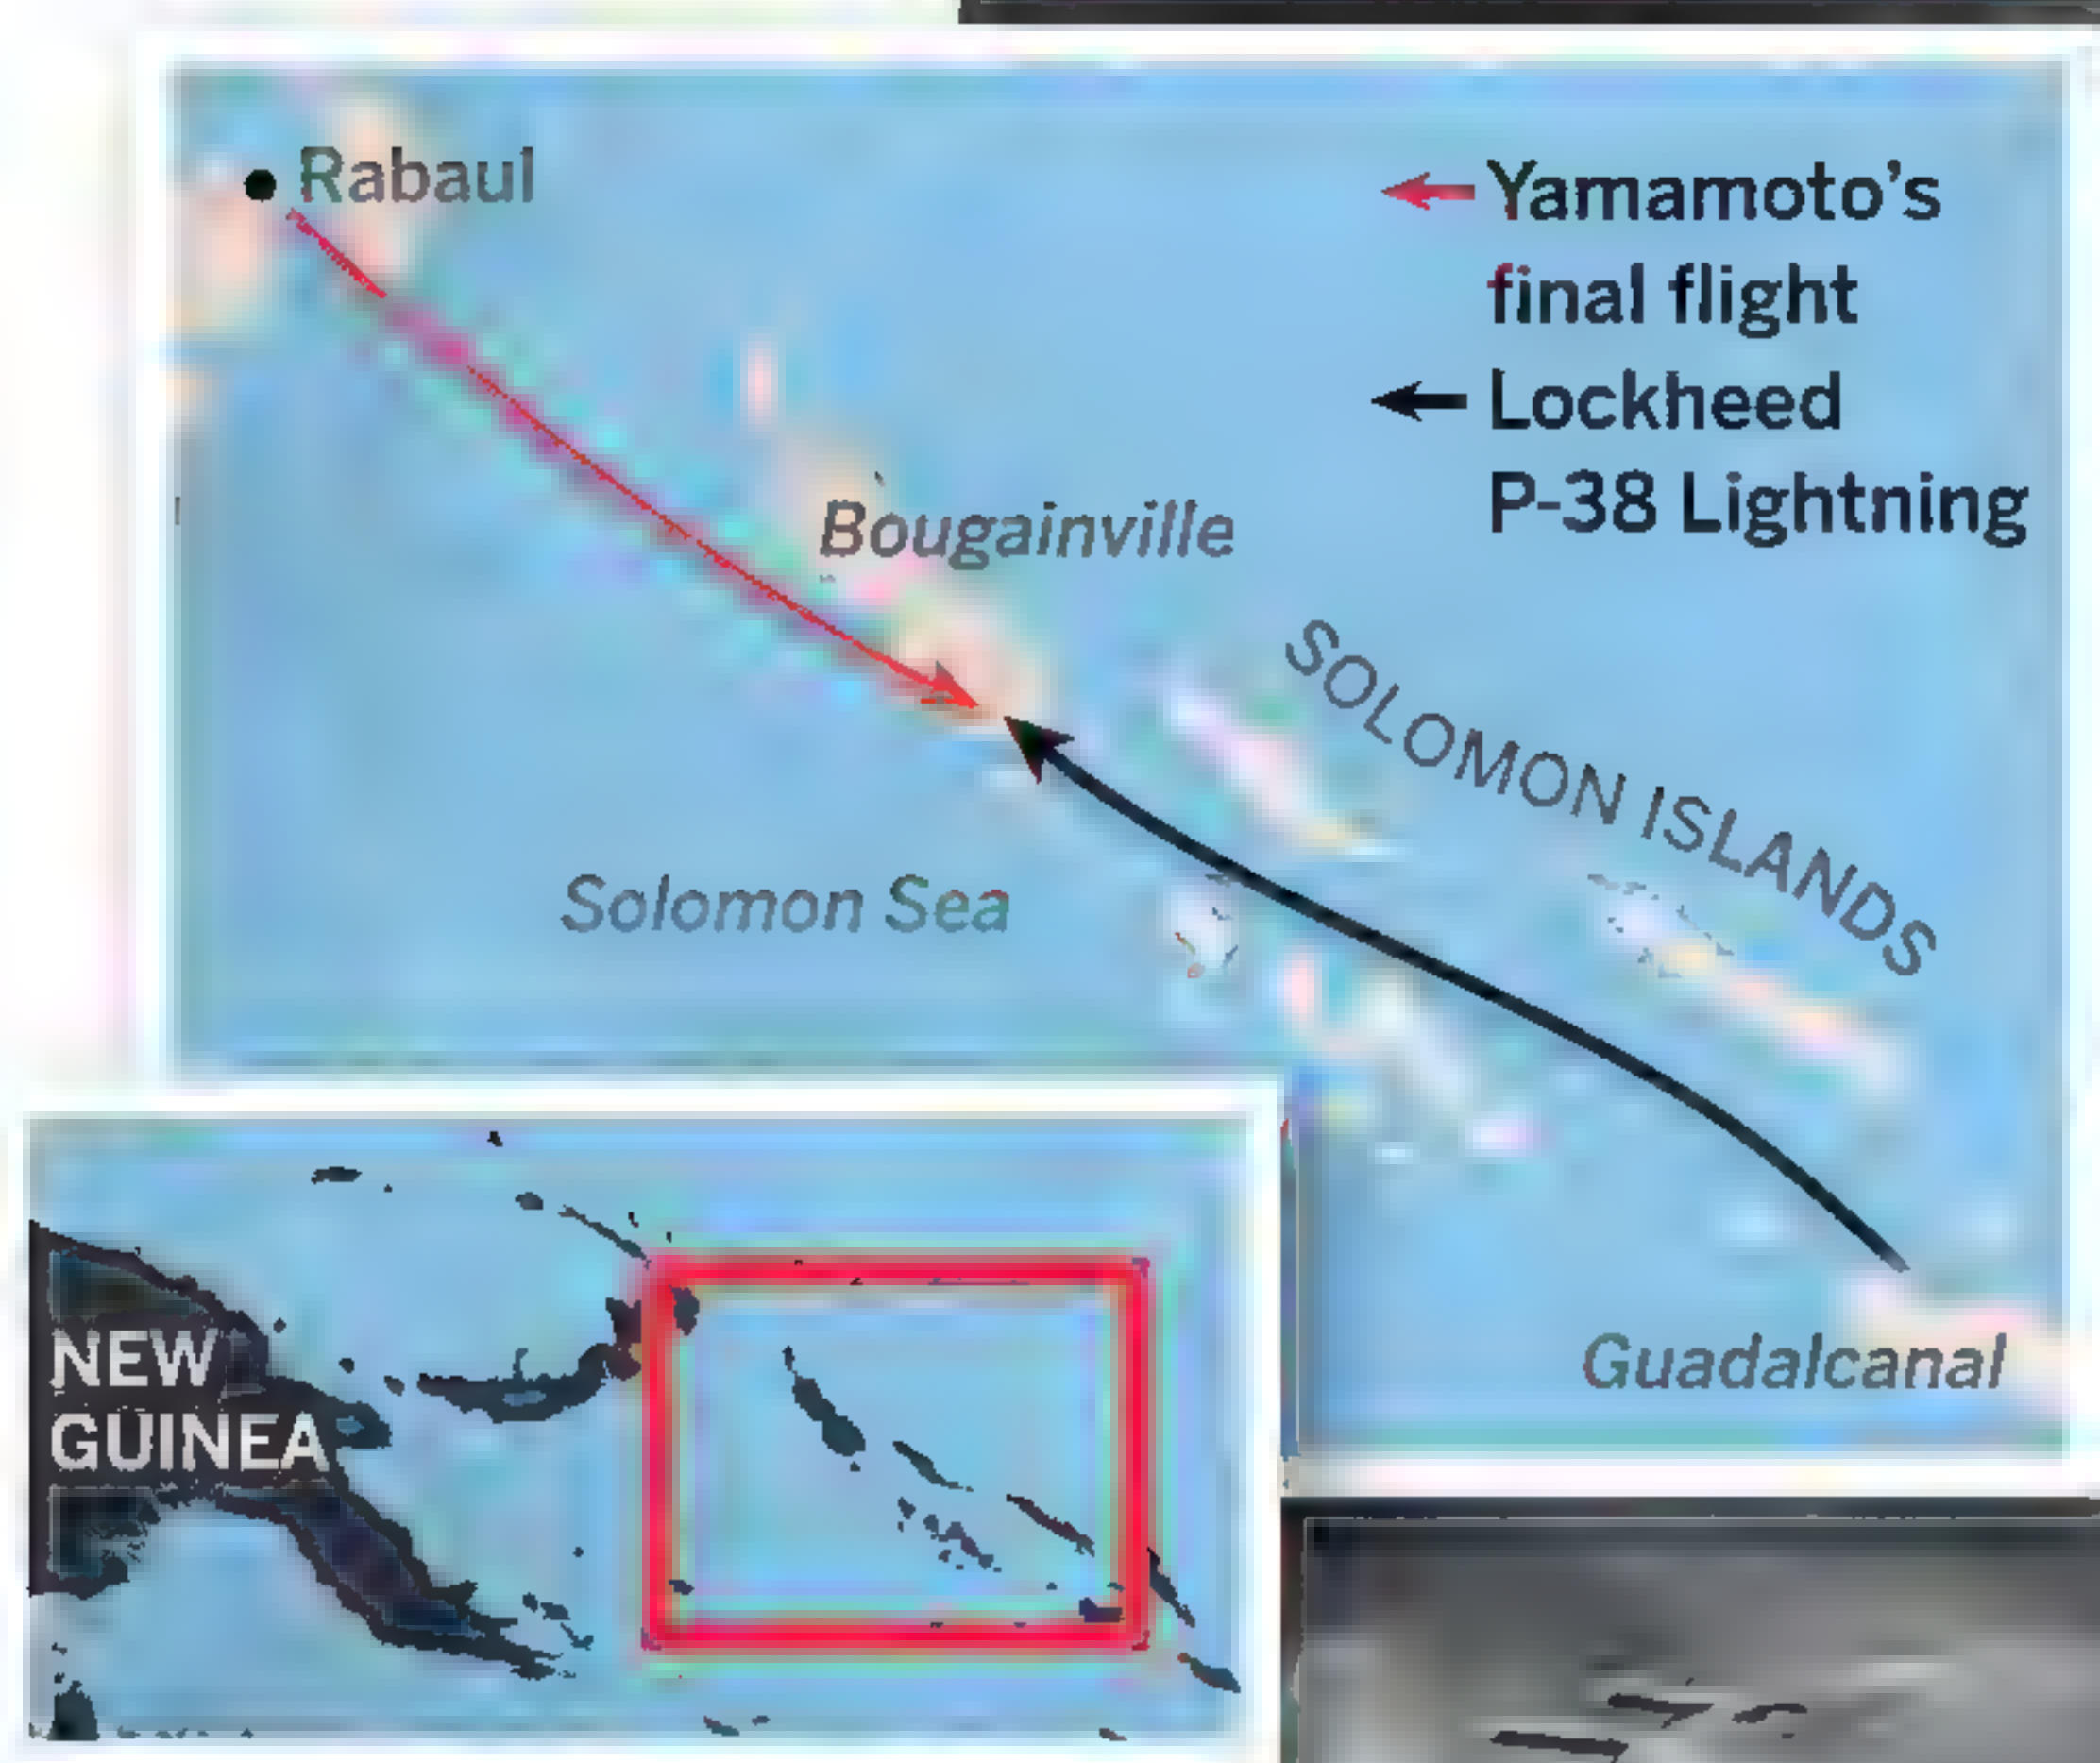 Rabaul
Yamamoto's
final flight
Lockheed
P-38 Lightning
Bougainville
SOLOMON ISLANDS
Solomon Sea
Guadalcanal
NEW
GUINEA